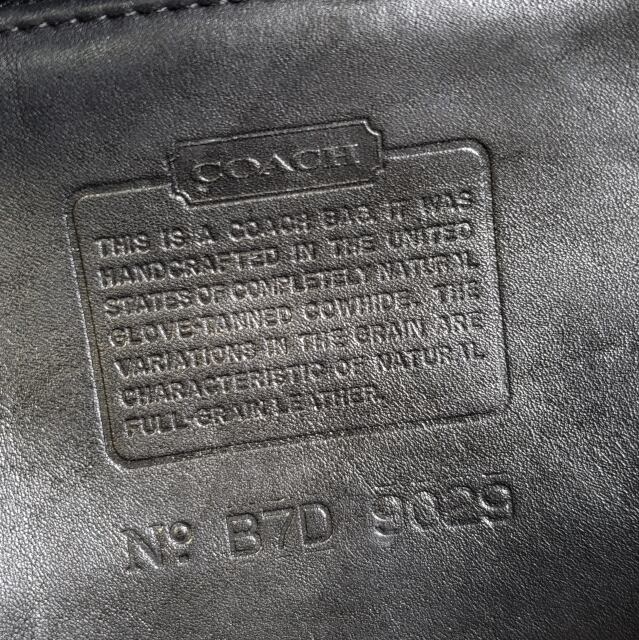 COACH
THIS IS A COACH BAG. IT WAS
HANDCRAFTED IN THE UNITED
STATES OF COMPLETELY NATURAL
GLOVE-TANNED COWHIDE. THE
VARIATIONS IN THE GRAIN ARE
CHARACTERISTIC OF NATURAL
FULL-GRAIN LEATHER.
Nº B7D 9029